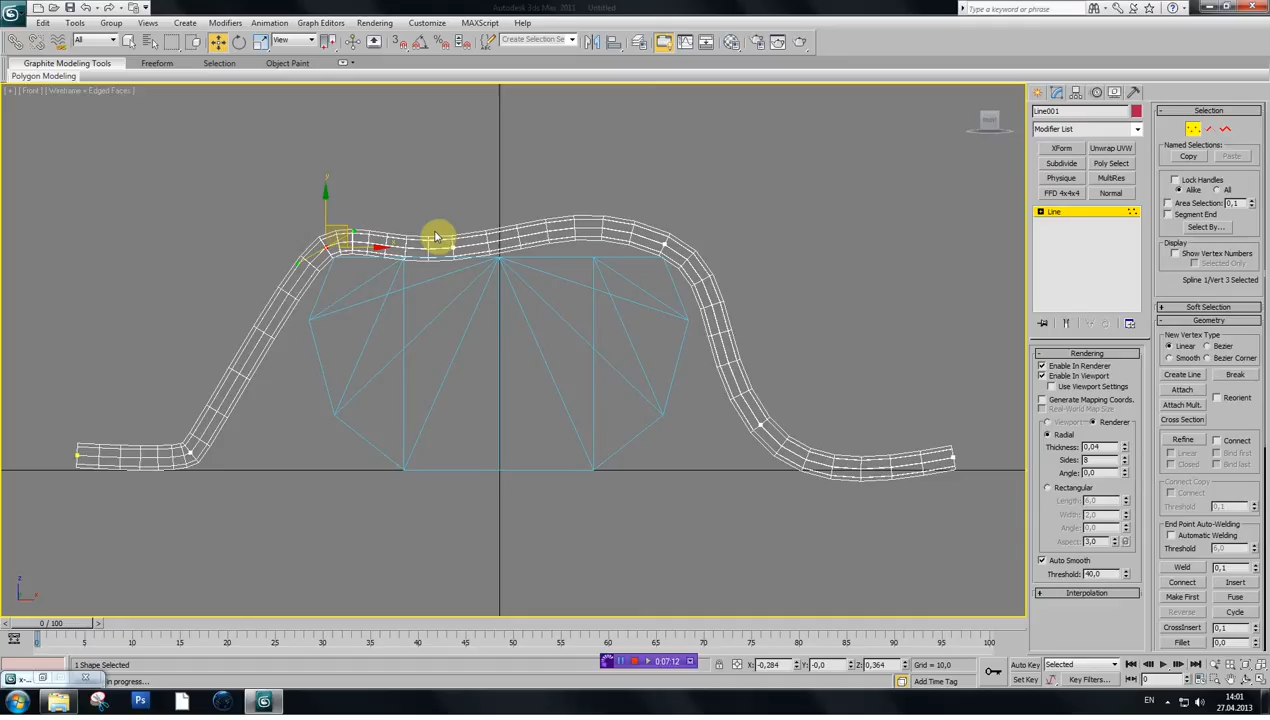 Autodesk 3ds Max 2011 Untitled
Type a keyword or phrase
Edit Tools Group Views Create Modifiers Animation Graph Editors Rendering Customize MAXScript Help
All View Create Selection Se
Graphite Modeling Tools Freeform Selection Object Paint
Polygon Modeling
[ + ] [ Front ] [ Wireframe + Edged Faces ]
FRONT
y
x
z
x
Line001
Modifier List
XForm Unwrap UVW
Subdivide Poly Select
Physique MultiRes
FFD 4x4x4 Normal
Line
Rendering
Enable In Renderer
Enable In Viewport
Use Viewport Settings
Generate Mapping Coords.
Real-World Map Size
Viewport Renderer
Radial
Thickness: 0,04
Sides: 8
Angle: 0,0
Rectangular
Length: 6,0
Width: 2,0
Angle: 0,0
Aspect: 3,0
Auto Smooth
Threshold: 40,0
Interpolation
Selection
Named Selections:
Copy Paste
Lock Handles
Alike All
Area Selection: 0,1
Segment End
Select By...
Display
Show Vertex Numbers
Selected Only
Spline 1/Vert 3 Selected
Soft Selection
Geometry
New Vertex Type
Linear Bezier
Smooth Bezier Corner
Create Line Break
Attach Reorient
Attach Mult.
Cross Section
Refine Connect
Linear Bind first
Closed Bind last
Connect Copy
Connect
Threshold 0,1
End Point Auto-Welding
Automatic Welding
Threshold 6,0
Weld 0,1
Connect Insert
Make First Fuse
Reverse Cycle
CrossInsert 0,1
Fillet 0,0
0 / 100
0 5 10 15 20 25 30 35 40 45 50 55 60 65 70 75 80 85 90 95 100
1 Shape Selected 0:07:12 X: -0,284 Y: -0,0 Z: 0,364 Grid = 10,0 Auto Key Selected
in progress... Add Time Tag Set Key Key Filters... 0
Ps EN 14:01
27.04.2013